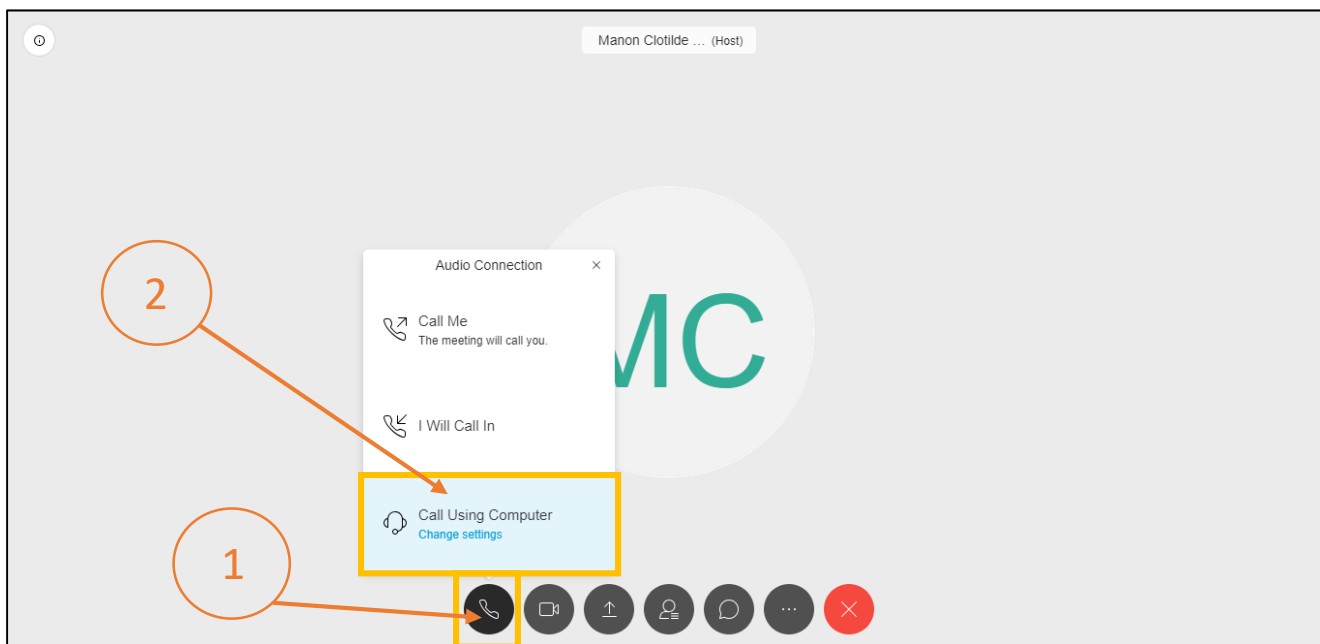 Manon Clotilde ... (Host)
2
Audio Connection
Call Me
The meeting will call you.
MC
I Will Call In
Call Using Computer
Change settings
1